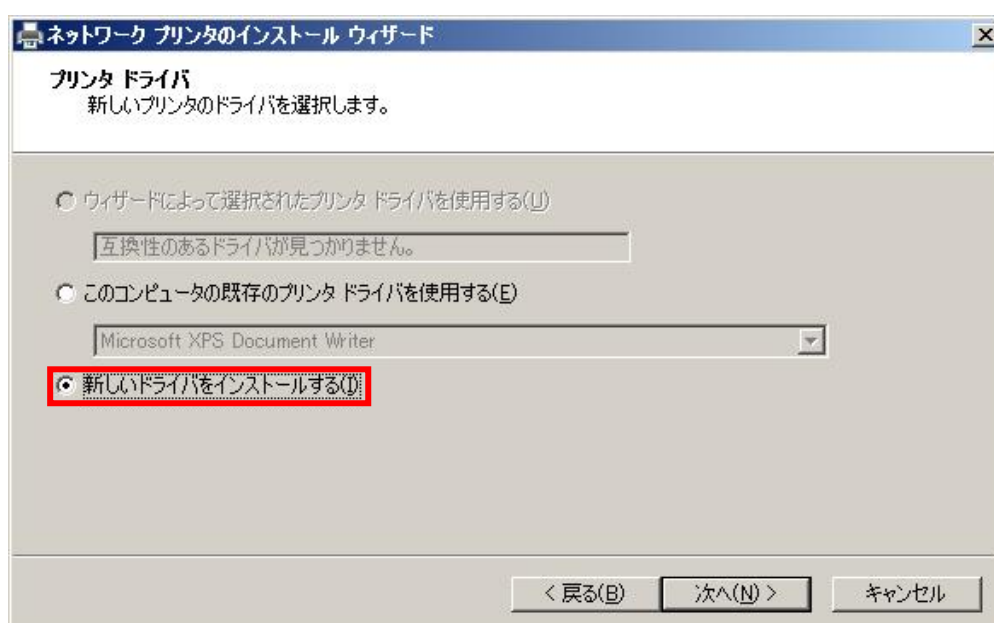 ネットワーク プリンタのインストール ウィザード
プリンタ ドライバ
新しいプリンタのドライバを選択します。
ウィザードによって選択されたプリンタ ドライバを使用する(U)
互換性のあるドライバが見つかりません。
このコンピュータの既存のプリンタ ドライバを使用する(E)
Microsoft XPS Document Writer
新しいドライバをインストールする(I)
< 戻る(B) 次へ(N) > キャンセル